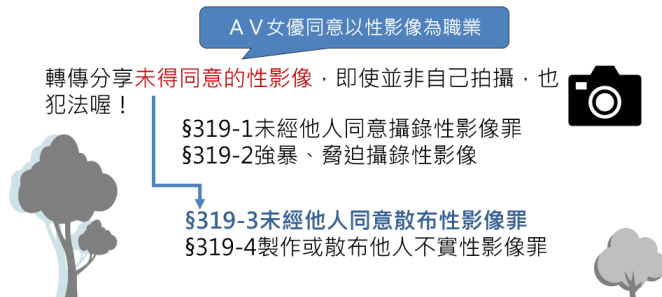 ＡＶ女優同意以性影像為職業
轉傳分享未得同意的性影像，即使並非自己拍攝，也
犯法喔！
§319-1未經他人同意攝錄性影像罪
§319-2強暴、脅迫攝錄性影像
§319-3未經他人同意散布性影像罪
§319-4製作或散布他人不實性影像罪